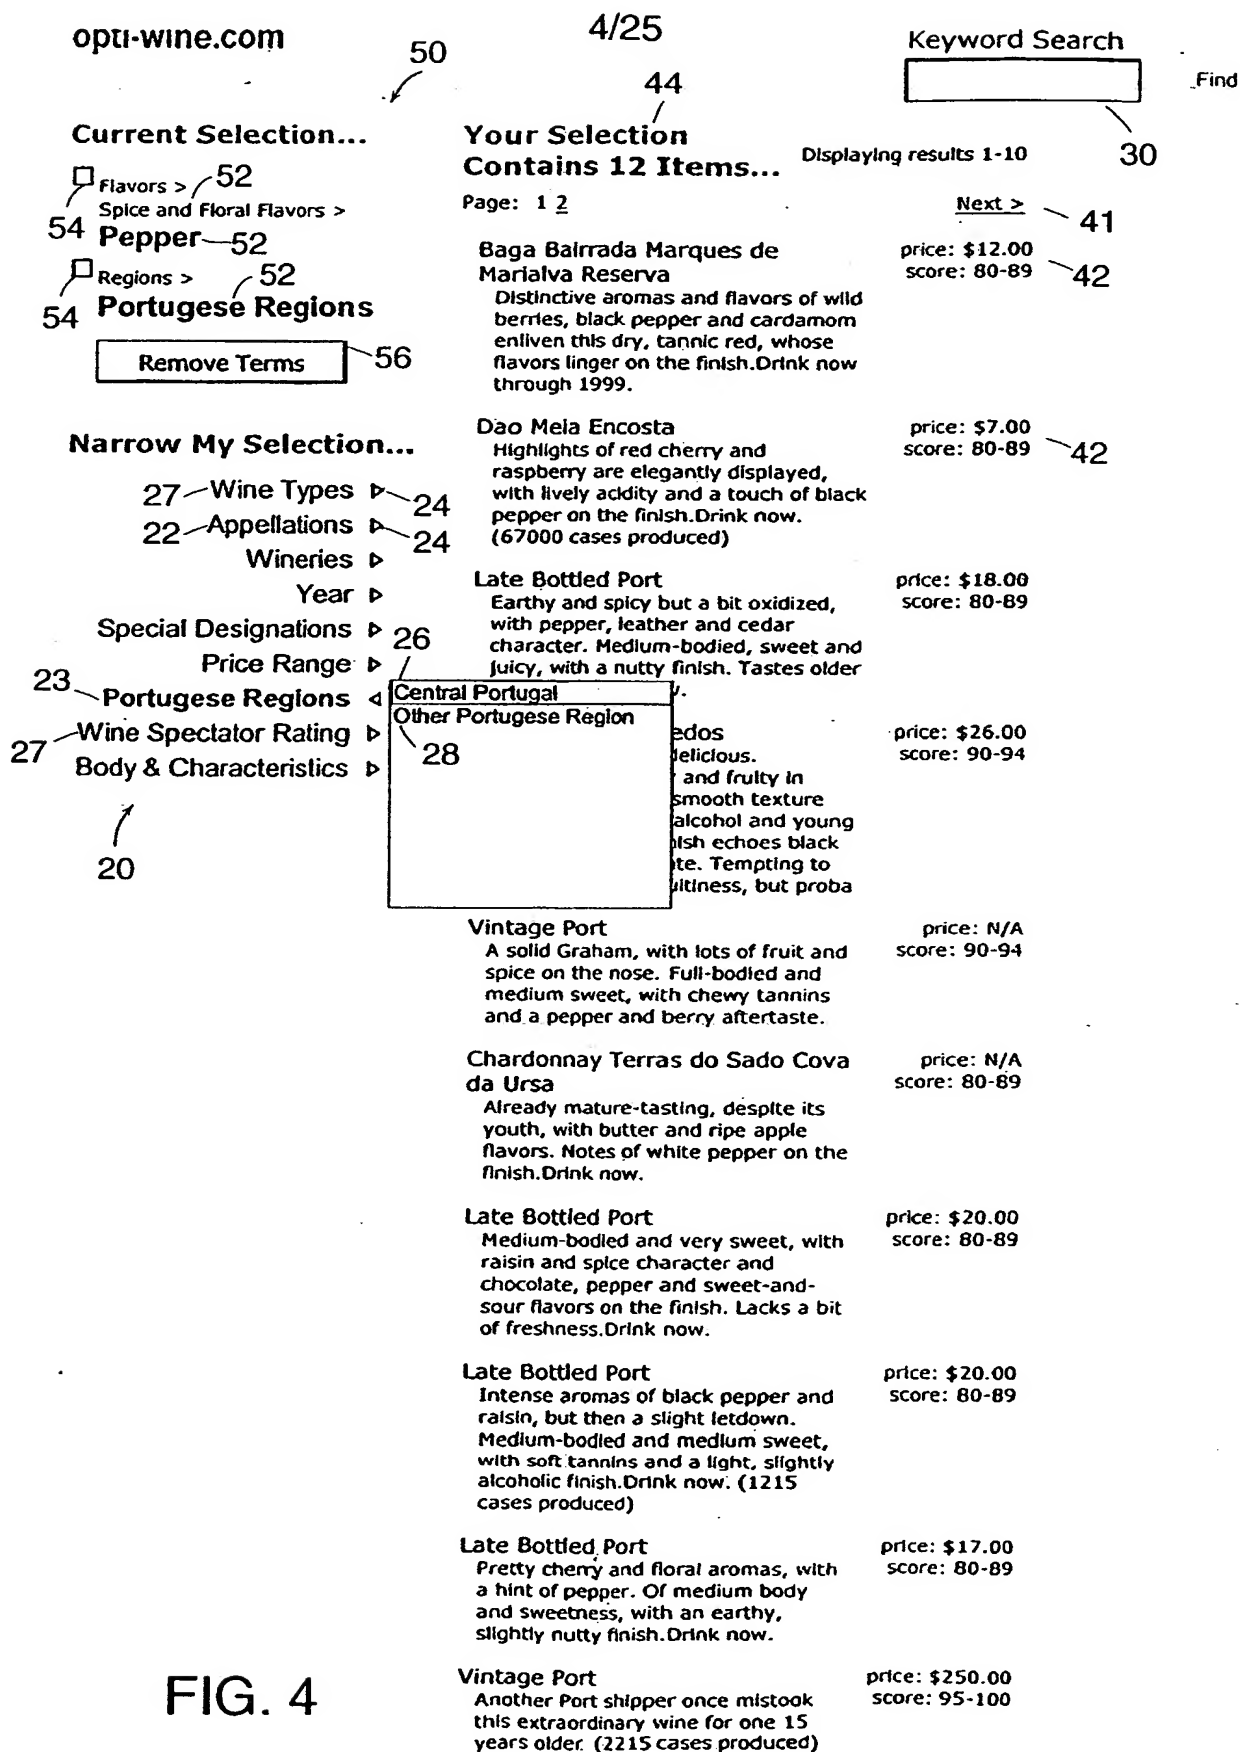 opti-wine.com
4/25
Keyword Search
Find
50
44
30
Current Selection...
Flavors > 52
Spice and Floral Flavors >
54 Pepper 52
Regions > 52
54 Portugese Regions
Remove Terms 56
Narrow My Selection...
27 Wine Types 24
22 Appellations 24
Wineries
Year
Special Designations
26
Price Range
23 Portugese Regions
27 Wine Spectator Rating
Body & Characteristics
20
Central Portugal
Other Portugese Region
28
Your Selection
Contains 12 Items...
Displaying results 1-10
Page: 1 2
Next > 41
Baga Bairrada Marques de
Marialva Reserva
price: $12.00
score: 80-89 42
Distinctive aromas and flavors of wild
berries, black pepper and cardamom
enliven this dry, tannic red, whose
flavors linger on the finish.Drink now
through 1999.
Dao Meia Encosta
price: $7.00
score: 80-89 42
Highlights of red cherry and
raspberry are elegantly displayed,
with lively acidity and a touch of black
pepper on the finish.Drink now.
(67000 cases produced)
Late Bottled Port
price: $18.00
score: 80-89
Earthy and spicy but a bit oxidized,
with pepper, leather and cedar
character. Medium-bodied, sweet and
juicy, with a nutty finish. Tastes older
edos
price: $26.00
score: 90-94
elicious.
and fruity in
smooth texture
alcohol and young
ish echoes black
te. Tempting to
itiness, but proba
Vintage Port
price: N/A
score: 90-94
A solid Graham, with lots of fruit and
spice on the nose. Full-bodied and
medium sweet, with chewy tannins
and a pepper and berry aftertaste.
Chardonnay Terras do Sado Cova
da Ursa
price: N/A
score: 80-89
Already mature-tasting, despite its
youth, with butter and ripe apple
flavors. Notes of white pepper on the
finish.Drink now.
Late Bottled Port
price: $20.00
score: 80-89
Medium-bodied and very sweet, with
raisin and spice character and
chocolate, pepper and sweet-and-
sour flavors on the finish. Lacks a bit
of freshness.Drink now.
Late Bottled Port
price: $20.00
score: 80-89
Intense aromas of black pepper and
raisin, but then a slight letdown.
Medium-bodied and medium sweet,
with soft tannins and a light, slightly
alcoholic finish.Drink now. (1215
cases produced)
Late Bottled Port
price: $17.00
score: 80-89
Pretty cherry and floral aromas, with
a hint of pepper. Of medium body
and sweetness, with an earthy,
slightly nutty finish.Drink now.
Vintage Port
price: $250.00
score: 95-100
Another Port shipper once mistook
this extraordinary wine for one 15
years older. (2215 cases produced)
FIG. 4